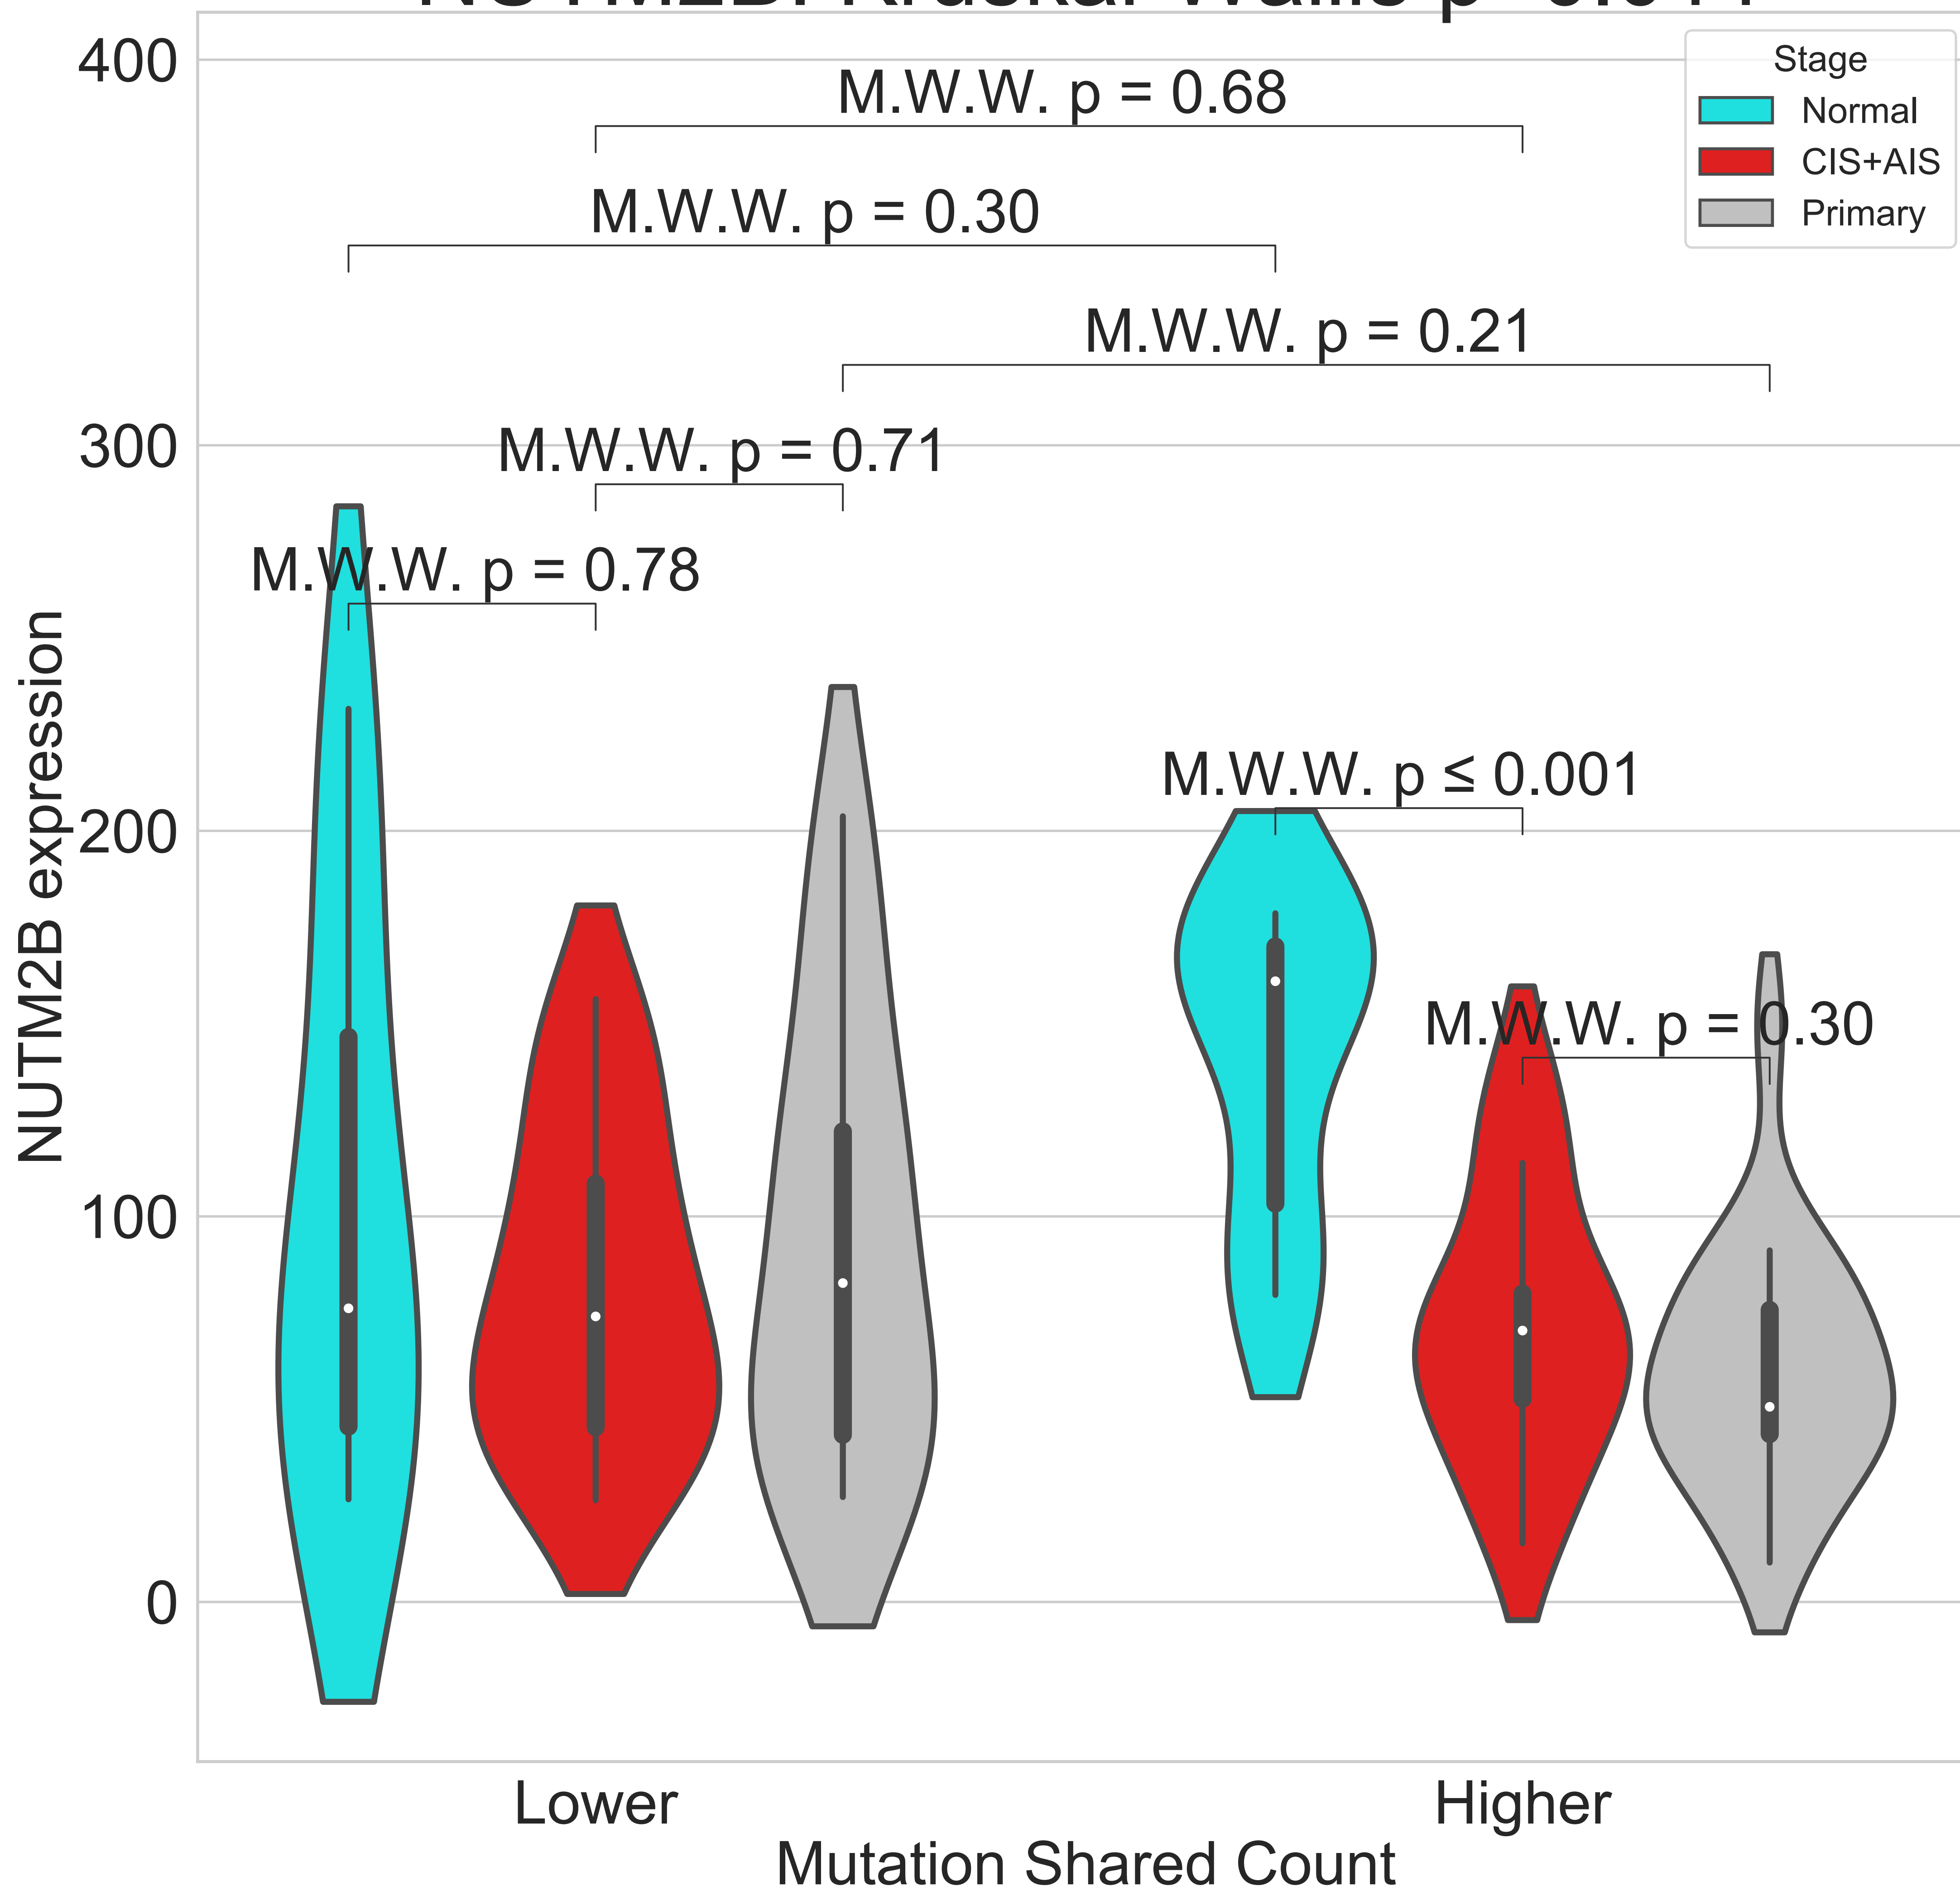 400
M.W.W. p = 0.68
Stage
Normal
CIS+AIS
Primary
M.W.W. p = 0.30
M.W.W. p = 0.21
300
M.W.W. p = 0.71
M.W.W. p = 0.78
NUTM2B expression
200
M.W.W. p ≤ 0.001
M.W.W. p = 0.30
100
0
Lower
Higher
Mutation Shared Count